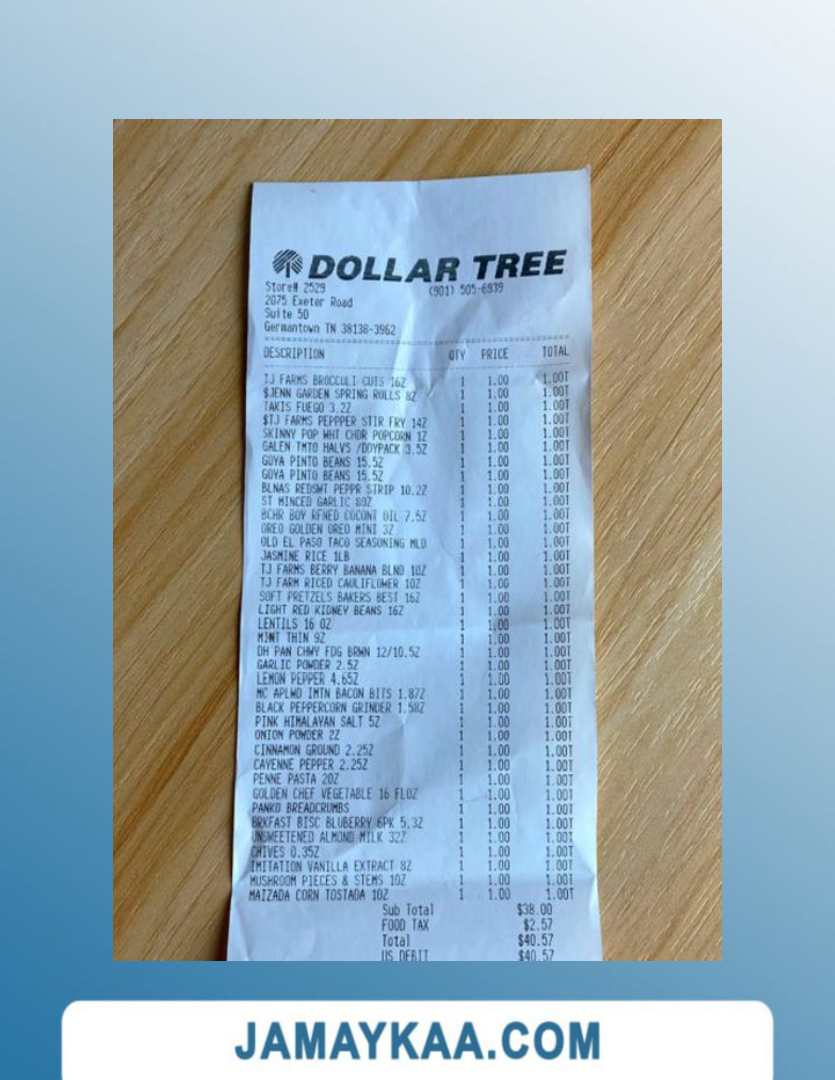 DOLLAR TREE
Store# 2529 (901) 505-6939
2075 Exeter Road
Suite 50
Germantown TN 38138-3962
DESCRIPTION QTY PRICE TOTAL
TJ FARMS BROCCULI CUTS 16Z 1 1.00 1.00T
$JENN GARDEN SPRING ROLLS 8Z 1 1.00 1.00T
TAKIS FUEGO 3.2Z 1 1.00 1.00T
$TJ FARMS PEPPPER STIR FRY 14Z 1 1.00 1.00T
SKINNY POP WHT CHDR POPCORN 1Z 1 1.00 1.00T
GALEN TMTO HALVS /DOYPACK 3.5Z 1 1.00 1.00T
GOYA PINTO BEANS 15.5Z 1 1.00 1.00T
GOYA PINTO BEANS 15.5Z 1 1.00 1.00T
BLNAS REDSWT PEPPR STRIP 10.2Z 1 1.00 1.00T
ST MINCED GARLIC 8OZ 1 1.00 1.00T
BCHR BOY RFNED COCONT OIL 7.5Z 1 1.00 1.00T
OREO GOLDEN OREO MINI 3Z 1 1.00 1.00T
OLD EL PASO TACO SEASONING MLD 1 1.00 1.00T
JASMINE RICE 1LB 1 1.00 1.00T
TJ FARMS BERRY BANANA BLND 10Z 1 1.00 1.00T
TJ FARM RICED CAULIFLOWER 10Z 1 1.00 1.00T
SOFT PRETZELS BAKERS BEST 16Z 1 1.00 1.00T
LIGHT RED KIDNEY BEANS 16Z 1 1.00 1.00T
LENTILS 16 OZ 1 1.00 1.00T
MINT THIN 9Z 1 1.00 1.00T
DH PAN CHWY FDG BRWN 12/10.5Z 1 1.00 1.00T
GARLIC POWDER 2.5Z 1 1.00 1.00T
LEMON PEPPER 4.65Z 1 1.00 1.00T
MC APLWD IMTN BACON BITS 1.87Z 1 1.00 1.00T
BLACK PEPPERCORN GRINDER 1.58Z 1 1.00 1.00T
PINK HIMALAYAN SALT 5Z 1 1.00 1.00T
ONION POWDER 2Z 1 1.00 1.00T
CINNAMON GROUND 2.25Z 1 1.00 1.00T
CAYENNE PEPPER 2.25Z 1 1.00 1.00T
PENNE PASTA 20Z 1 1.00 1.00T
GOLDEN CHEF VEGETABLE 16 FLOZ 1 1.00 1.00T
PANKO BREADCRUMBS 1 1.00 1.00T
BRKFAST BISC BLUBERRY 6PK 5.3Z 1 1.00 1.00T
UNSWEETENED ALMOND MILK 32Z 1 1.00 1.00T
CHIVES 0.35Z 1 1.00 1.00T
IMITATION VANILLA EXTRACT 8Z 1 1.00 1.00T
MUSHROOM PIECES & STEMS 10Z 1 1.00 1.00T
MAIZADA CORN TOSTADA 10Z 1 1.00 1.00T
Sub Total $38.00
FOOD TAX $2.57
Total $40.57
US DEBIT $40.57
JAMAYKAA.COM